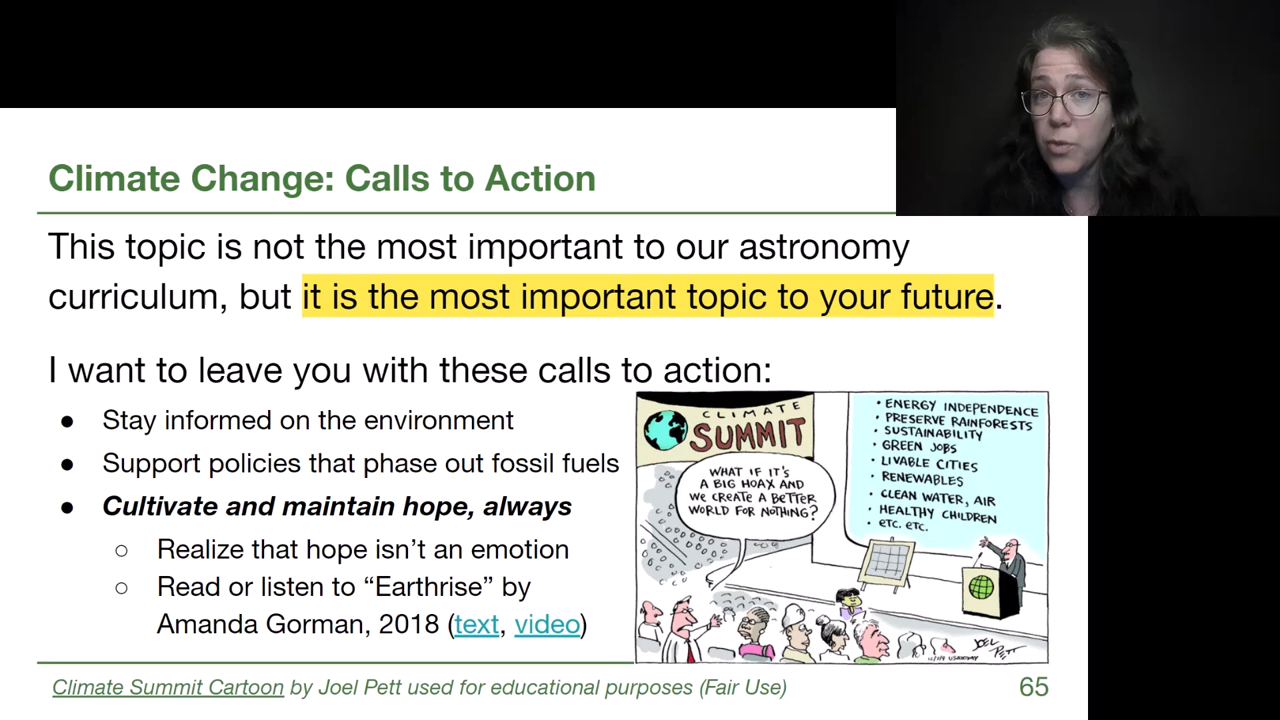 Climate Change: Calls to Action
This topic is not the most important to our astronomy
curriculum, but it is the most important topic to your future.
I want to leave you with these calls to action:
● Stay informed on the environment
● Support policies that phase out fossil fuels
● Cultivate and maintain hope, always
○ Realize that hope isn’t an emotion
○ Read or listen to “Earthrise” by
Amanda Gorman, 2018 (text, video)
CLIMATE
SUMMIT
WHAT IF IT'S
A BIG HOAX AND
WE CREATE A BETTER
WORLD FOR NOTHING?
• ENERGY INDEPENDENCE
• PRESERVE RAINFORESTS
• SUSTAINABILITY
• GREEN JOBS
• LIVABLE CITIES
• RENEWABLES
• CLEAN WATER, AIR
• HEALTHY CHILDREN
• ETC. ETC.
JOEL
PETT
Climate Summit Cartoon by Joel Pett used for educational purposes (Fair Use)
65